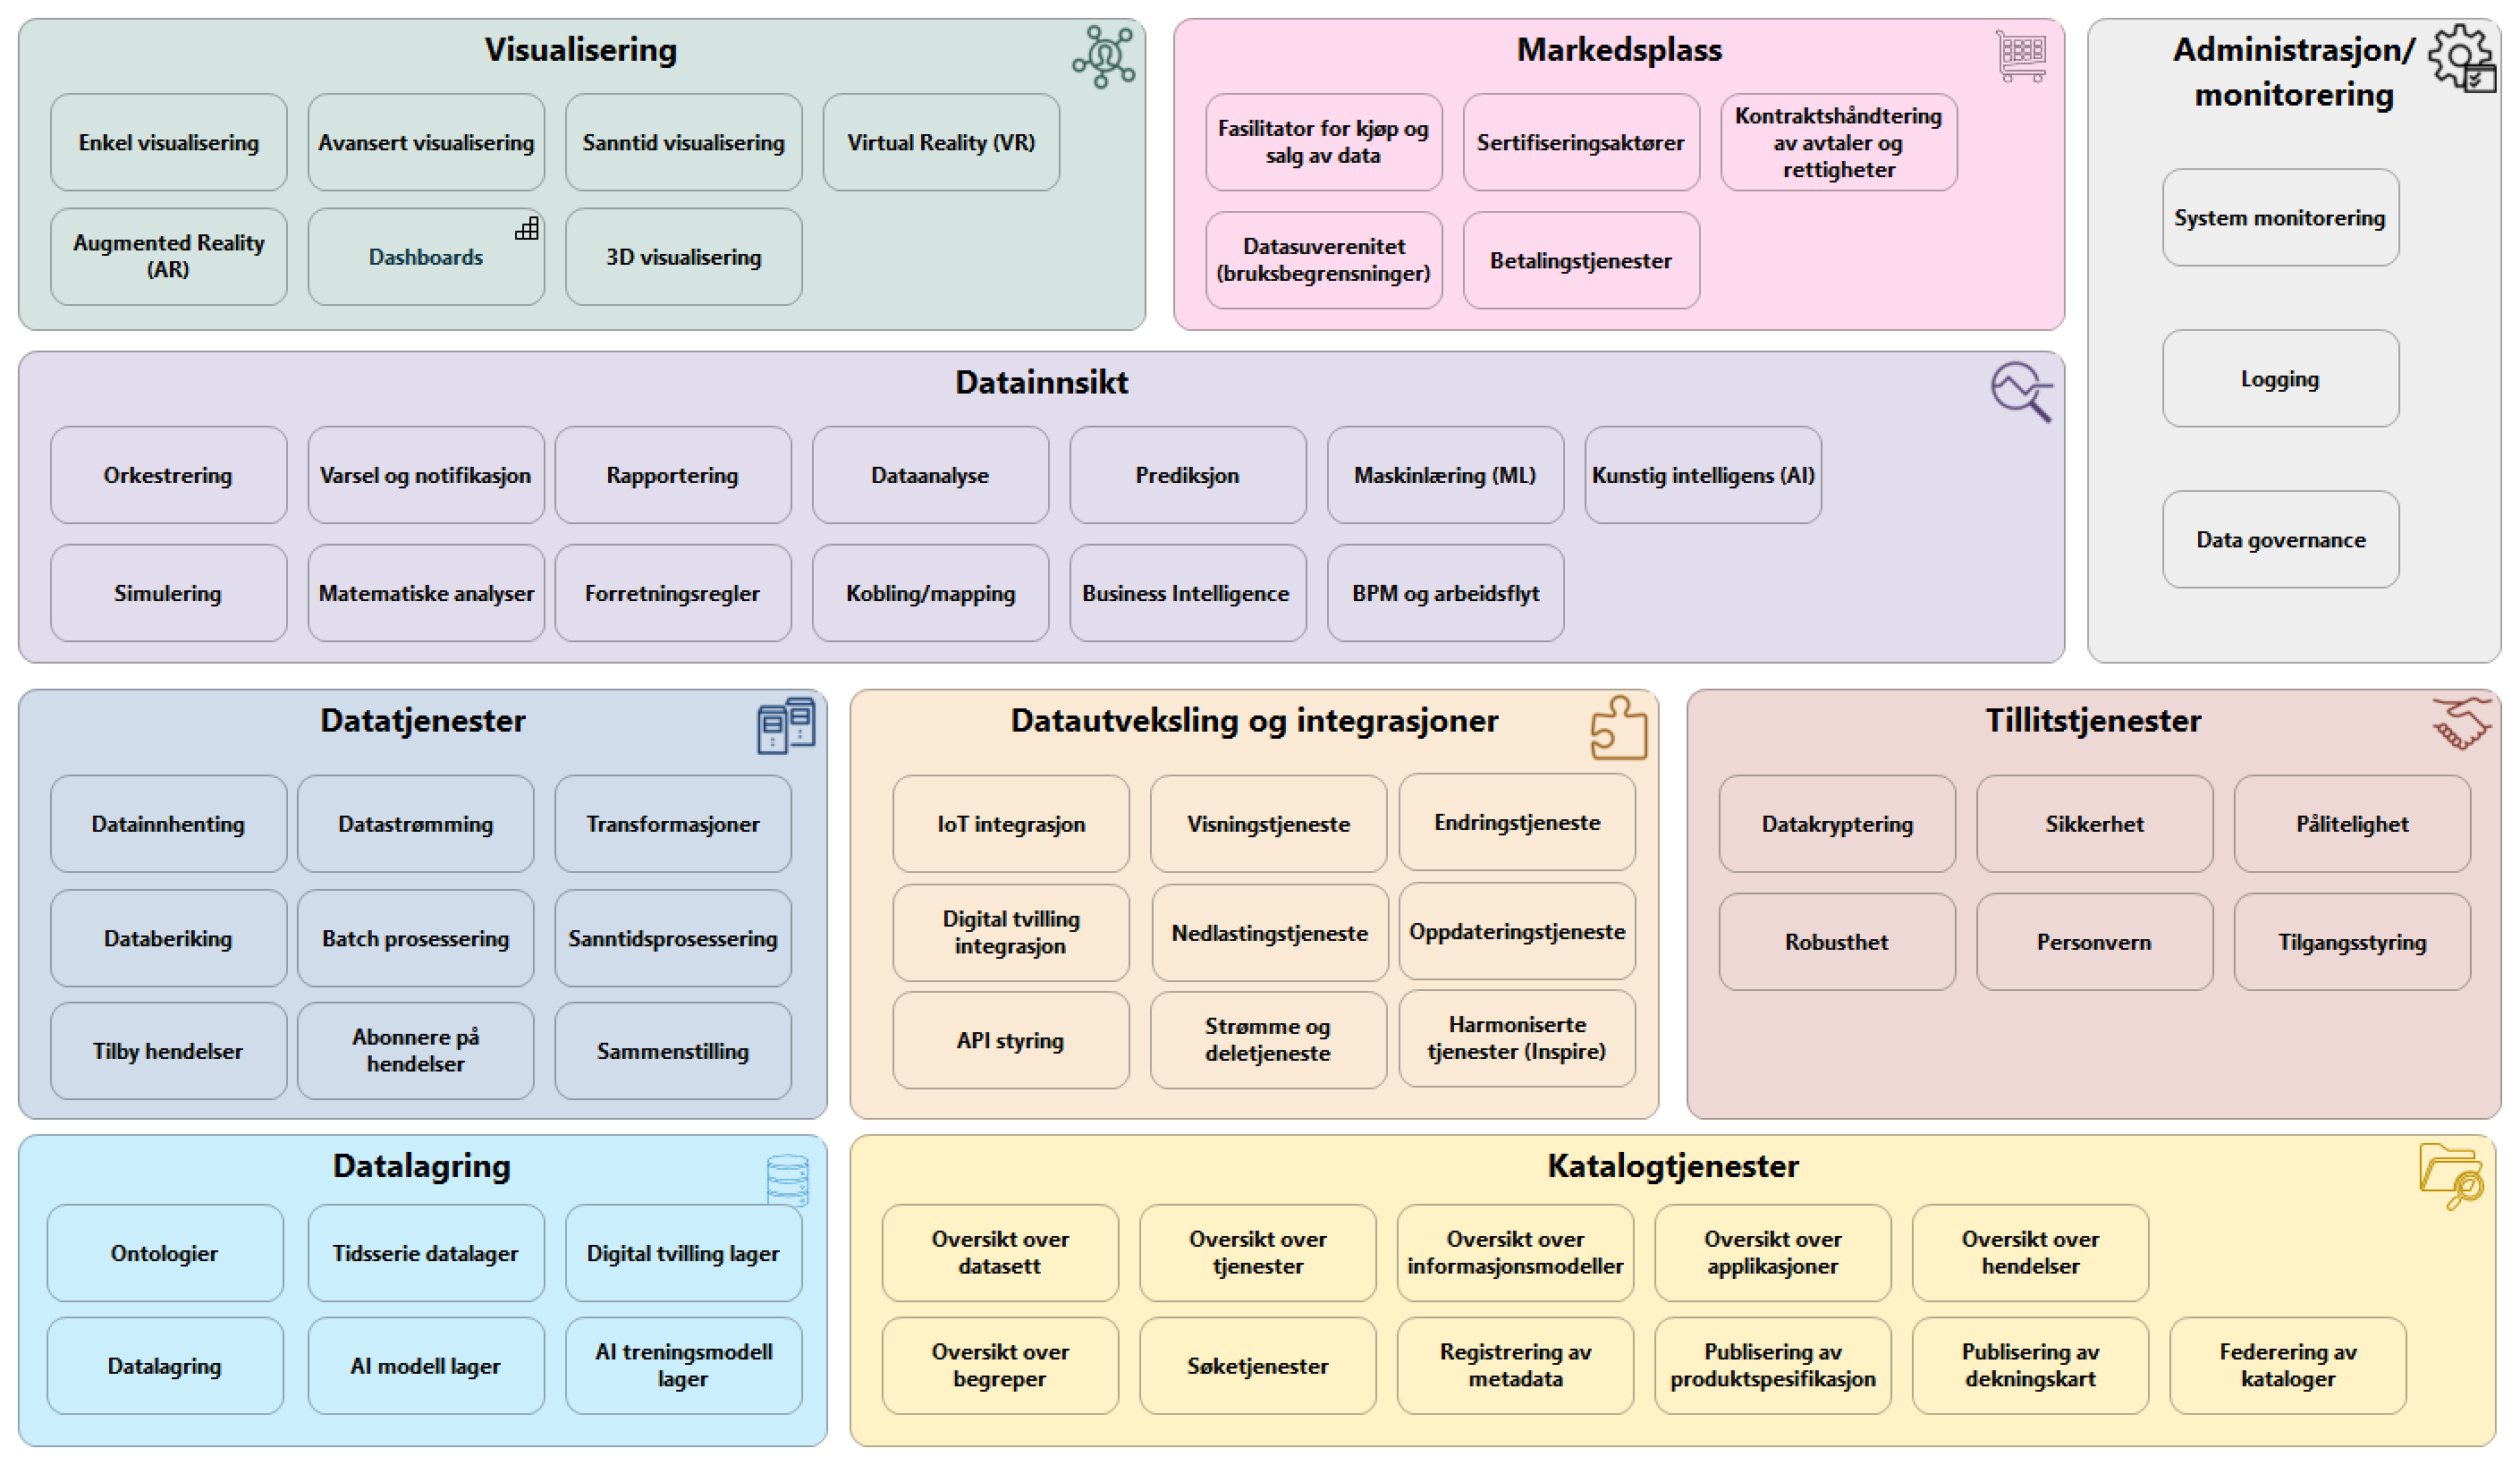 Visualisering
Enkel visualisering
Avansert visualisering
Sanntid visualisering
Virtual Reality (VR)
Augmented Reality
(AR)
Dashboards
3D visualisering
Markedsplass
Fasilitator for kjøp og
salg av data
Sertifiseringsaktører
Kontraktshåndtering
av avtaler og
rettigheter
Datasuverenitet
(bruksbegrensninger)
Betalingstjenester
Administrasjon/
monitorering
System monitorering
Logging
Data governance
Datainnsikt
Orkestrering
Varsel og notifikasjon
Rapportering
Dataanalyse
Prediksjon
Maskinlæring (ML)
Kunstig intelligens (AI)
Simulering
Matematiske analyser
Forretningsregler
Kobling/mapping
Business Intelligence
BPM og arbeidsflyt
Datatjenester
Datainnhenting
Datastrømming
Transformasjoner
Databeriking
Batch prosessering
Sanntidsprosessering
Tilby hendelser
Abonnere på
hendelser
Sammenstilling
Datautveksling og integrasjoner
IoT integrasjon
Visningstjeneste
Endringstjeneste
Digital tvilling
integrasjon
Nedlastingstjeneste
Oppdateringstjeneste
API styring
Strømme og
deletjeneste
Harmoniserte
tjenester (Inspire)
Tillitstjenester
Datakryptering
Sikkerhet
Pålitelighet
Robusthet
Personvern
Tilgangsstyring
Datalagring
Ontologier
Tidsserie datalager
Digital tvilling lager
Datalagring
AI modell lager
AI treningsmodell
lager
Katalogtjenester
Oversikt over
datasett
Oversikt over
tjenester
Oversikt over
informasjonsmodeller
Oversikt over
applikasjoner
Oversikt over
hendelser
Oversikt over
begreper
Søketjenester
Registrering av
metadata
Publisering av
produktspesifikasjon
Publisering av
dekningskart
Federering av
kataloger